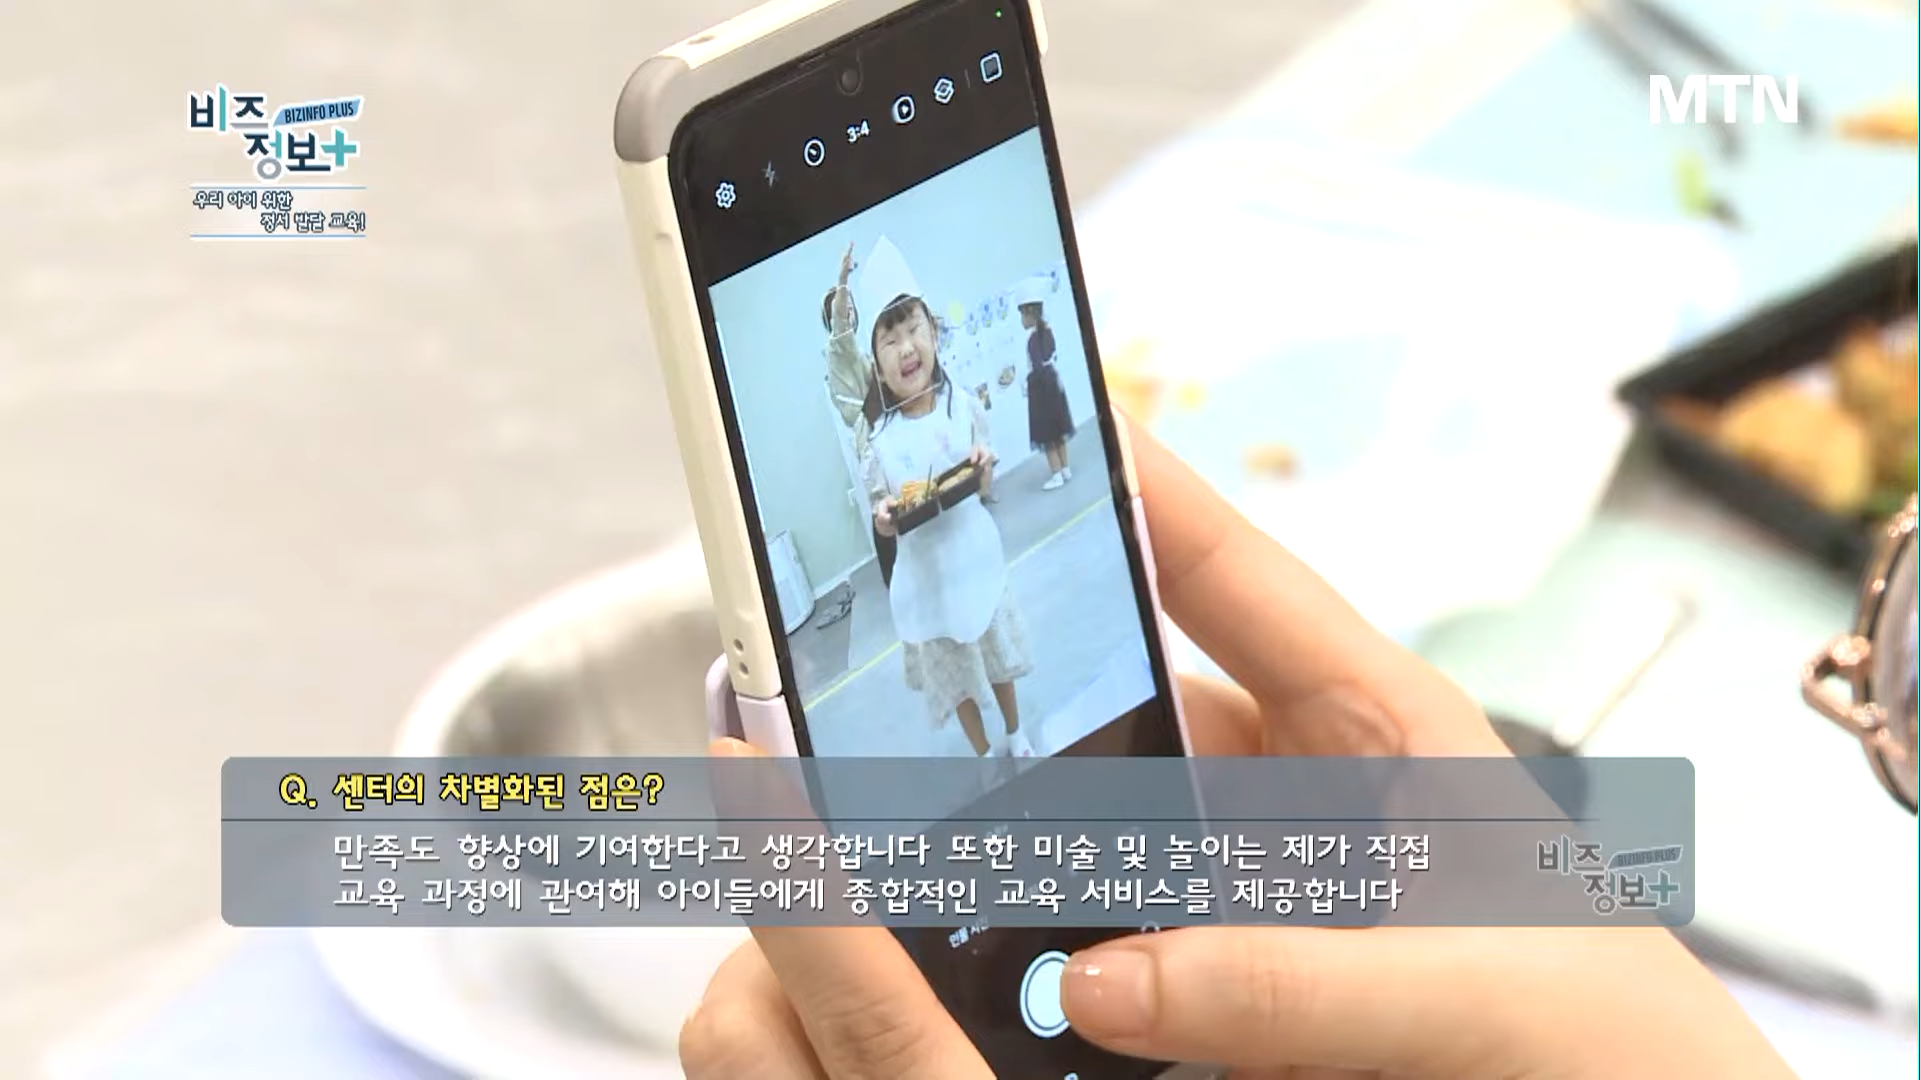 비즈
BIZINFO PLUS
정보+
우리 아이 위한
정서 발달 교육!
MTN
3:4
Q. 센터의 차별화된 점은?
만족도 향상에 기여한다고 생각합니다 또한 미술 및 놀이는 제가 직접
교육 과정에 관여해 아이들에게 종합적인 교육 서비스를 제공합니다
비즈
BIZINFO PLUS
정보+